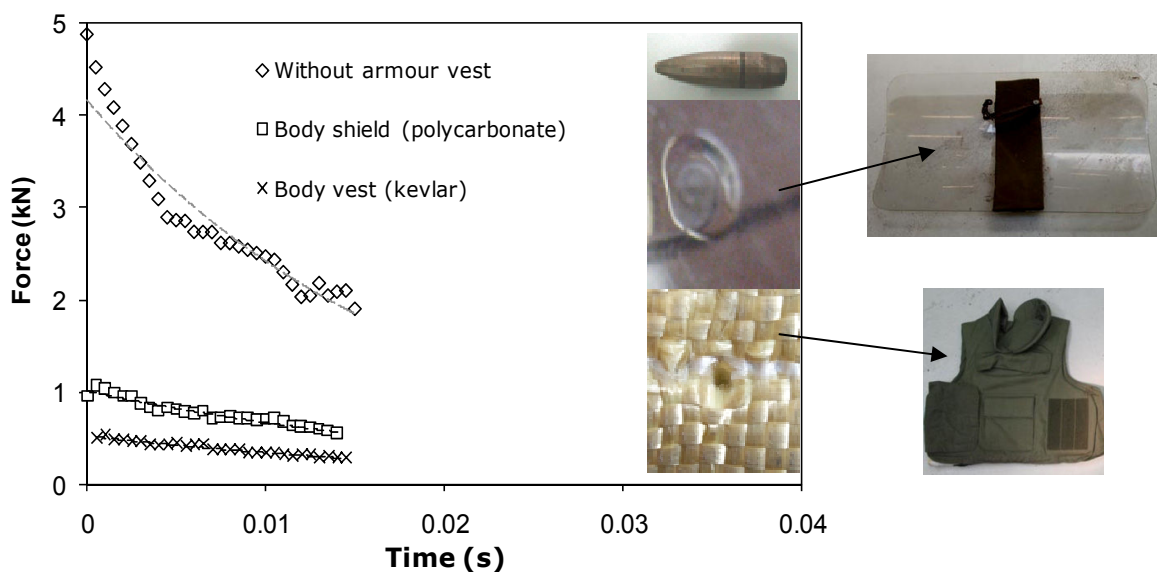 5
4
3
2
1
0
Force (kN)
Without armour vest
Body shield (polycarbonate)
Body vest (kevlar)
0
0.01
0.02
0.03
0.04
Time (s)